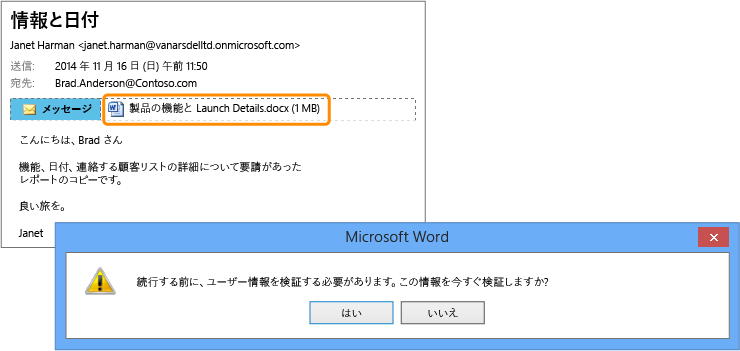 情報と日付
Janet Harman <janet.harman@vanarsdelltd.onmicrosoft.com>
送信: 2014 年 11 月 16 日 (日) 午前 11:50
宛先: Brad.Anderson@Contoso.com
メッセージ 製品の機能と Launch Details.docx (1 MB)
こんにちは、Brad さん
機能、日付、連絡する顧客リストの詳細について要請があった
レポートのコピーです。
良い旅を。
Janet
Microsoft Word
続行する前に、ユーザー情報を検証する必要があります。この情報を今すぐ検証しますか?
はい いいえ